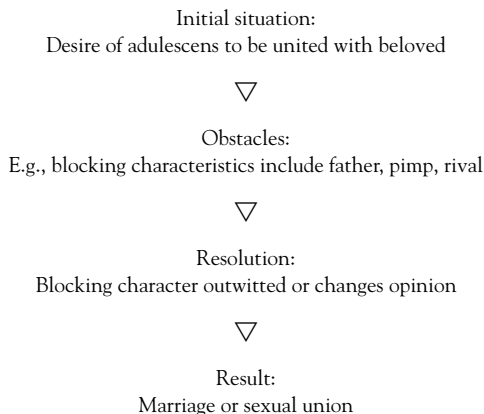 Initial situation:
Desire of adulescens to be united with beloved
Obstacles:
E.g., blocking characteristics include father, pimp, rival
Resolution:
Blocking character outwitted or changes opinion
Result:
Marriage or sexual union